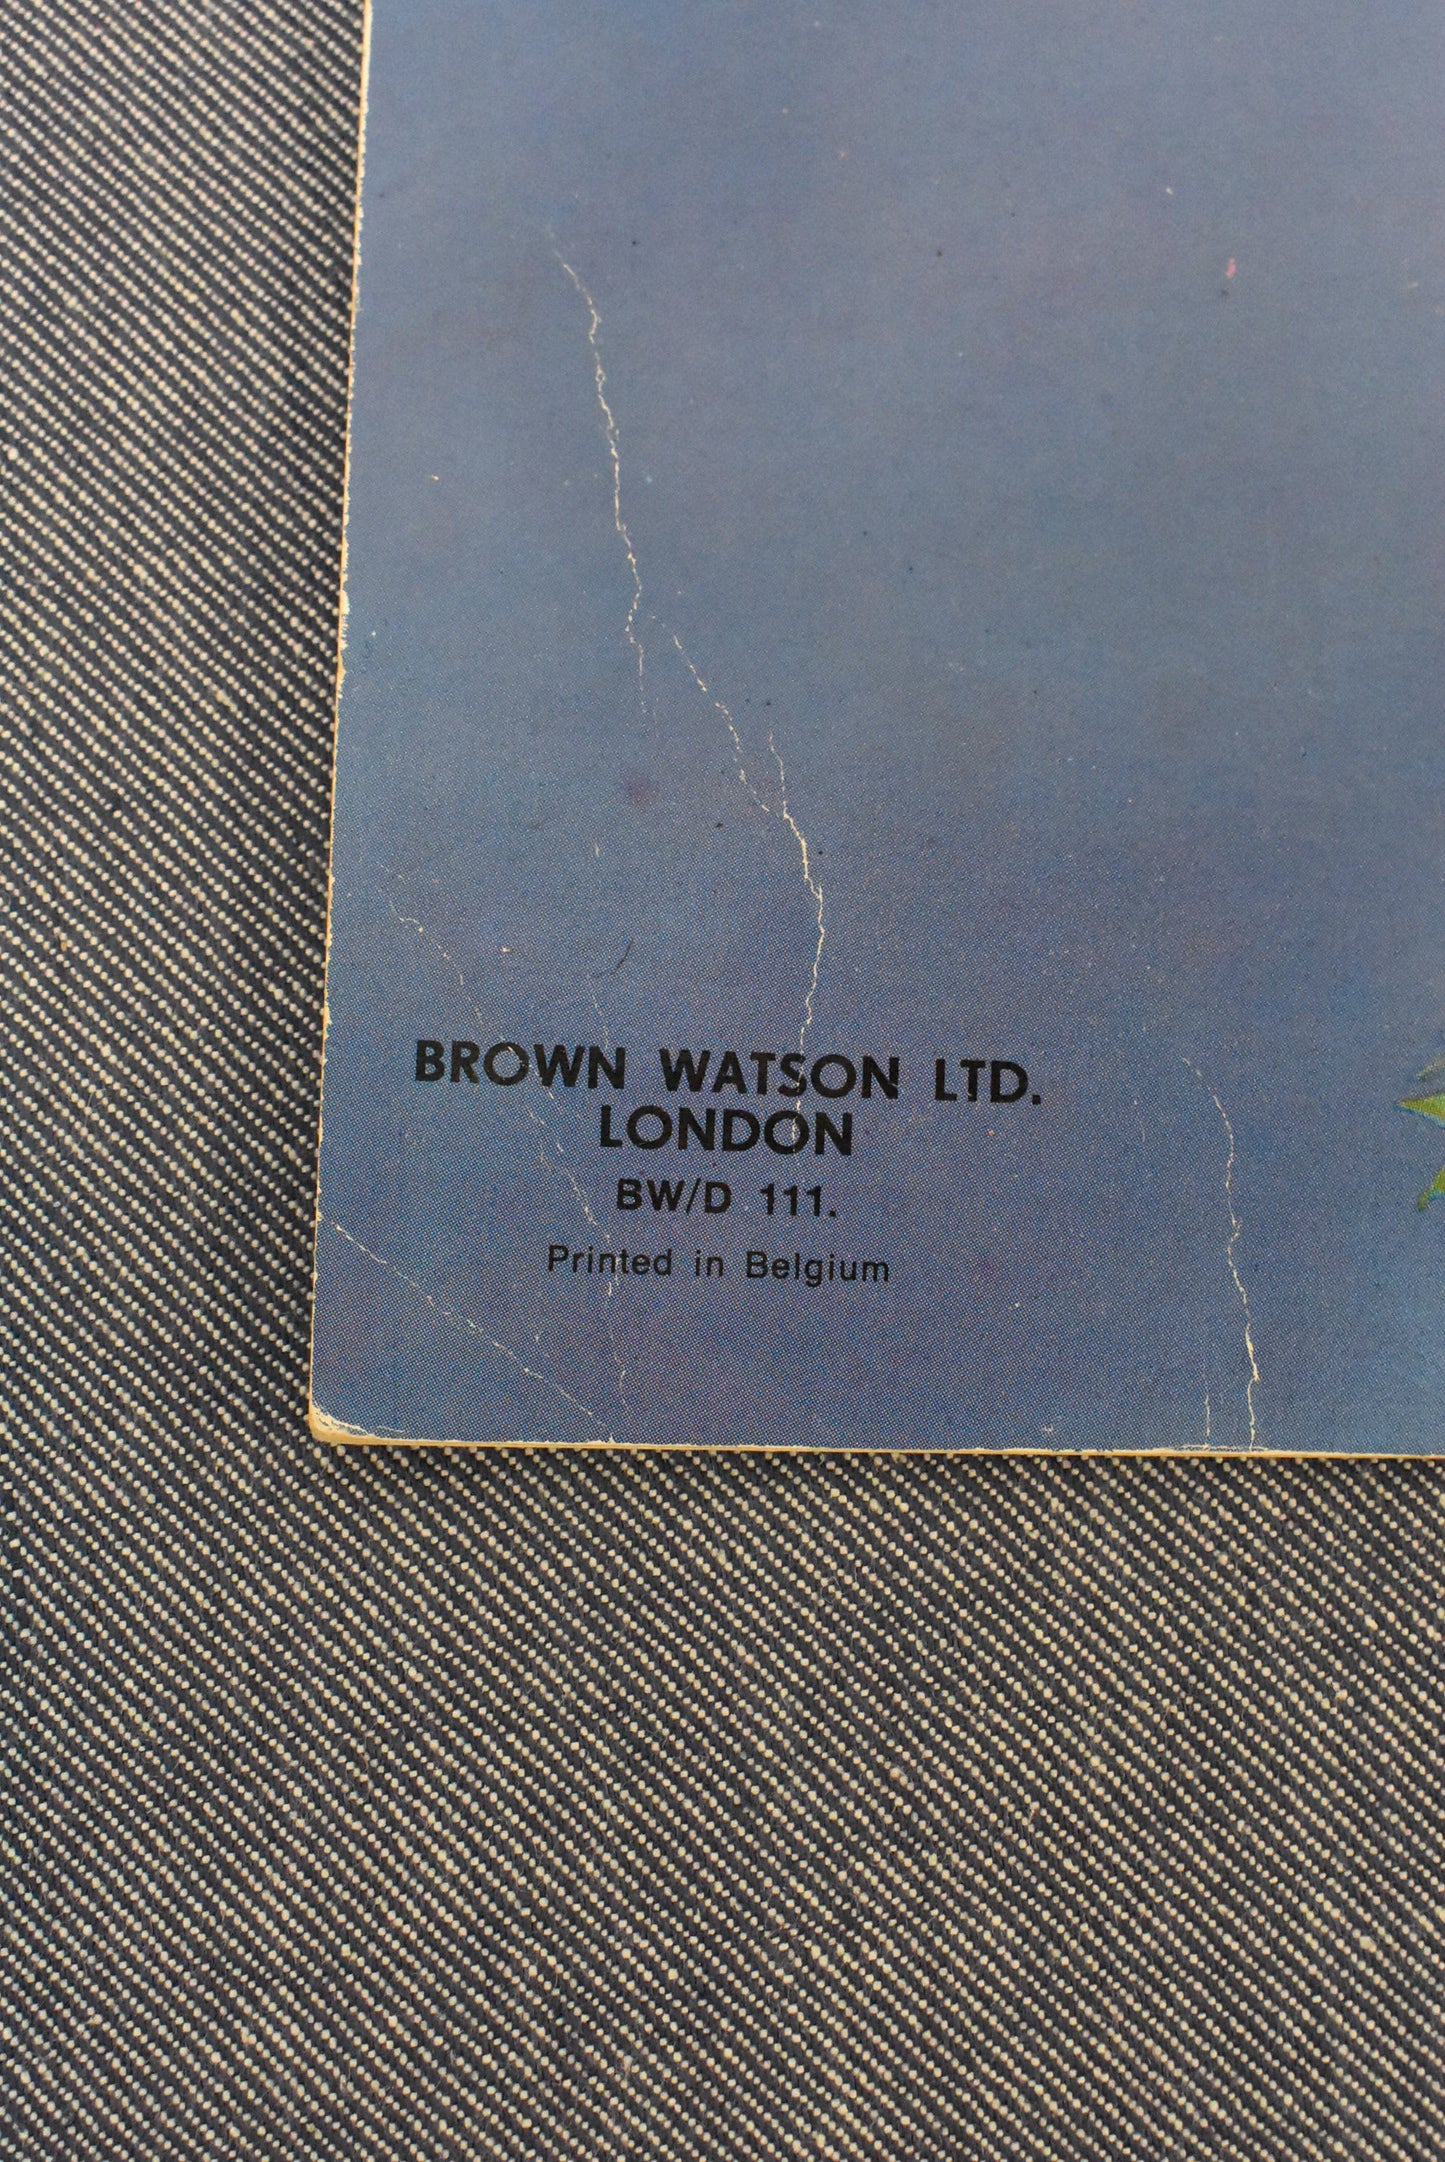 BROWN WATSON LTD.
LONDON
BW/D 111.
Printed in Belgium